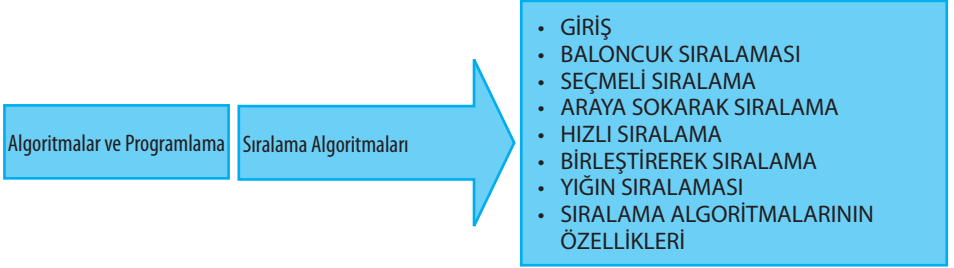 Algoritmalar ve Programlama
Sıralama Algoritmaları
• GİRİŞ
• BALONCUK SIRALAMASI
• SEÇMELİ SIRALAMA
• ARAYA SOKARAK SIRALAMA
• HIZLI SIRALAMA
• BİRLEŞTİREREK SIRALAMA
• YIĞIN SIRALAMASI
• SIRALAMA ALGORİTMALARININ
ÖZELLİKLERİ